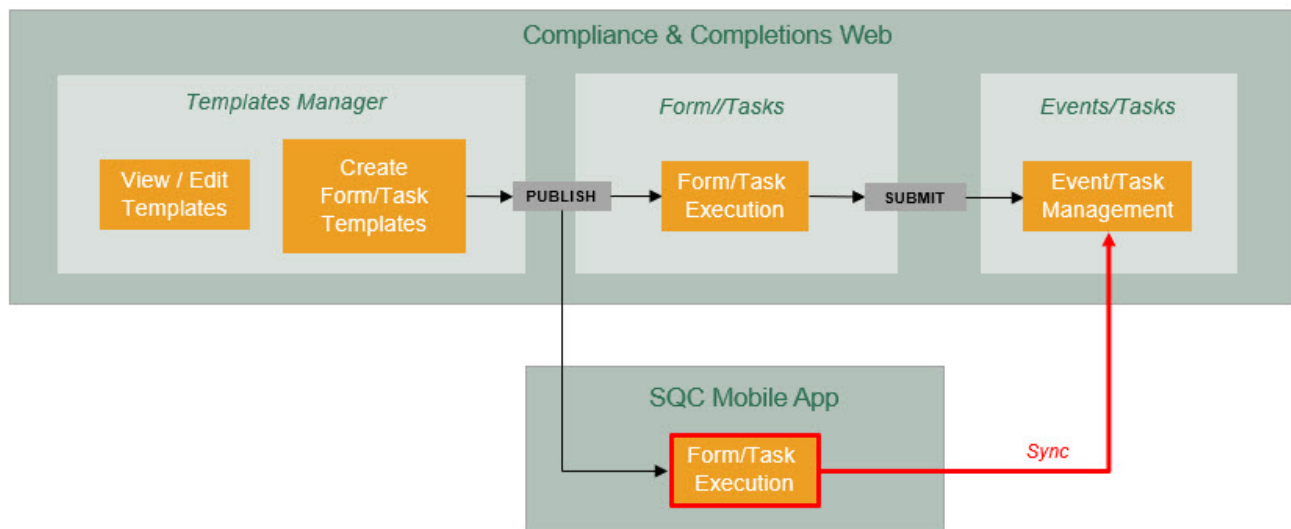 Compliance & Completions Web
Templates Manager
Form//Tasks
Events/Tasks
View / Edit
Templates
Create
Form/Task
Templates
PUBLISH
Form/Task
Execution
SUBMIT
Event/Task
Management
SQC Mobile App
Form/Task
Execution
Sync